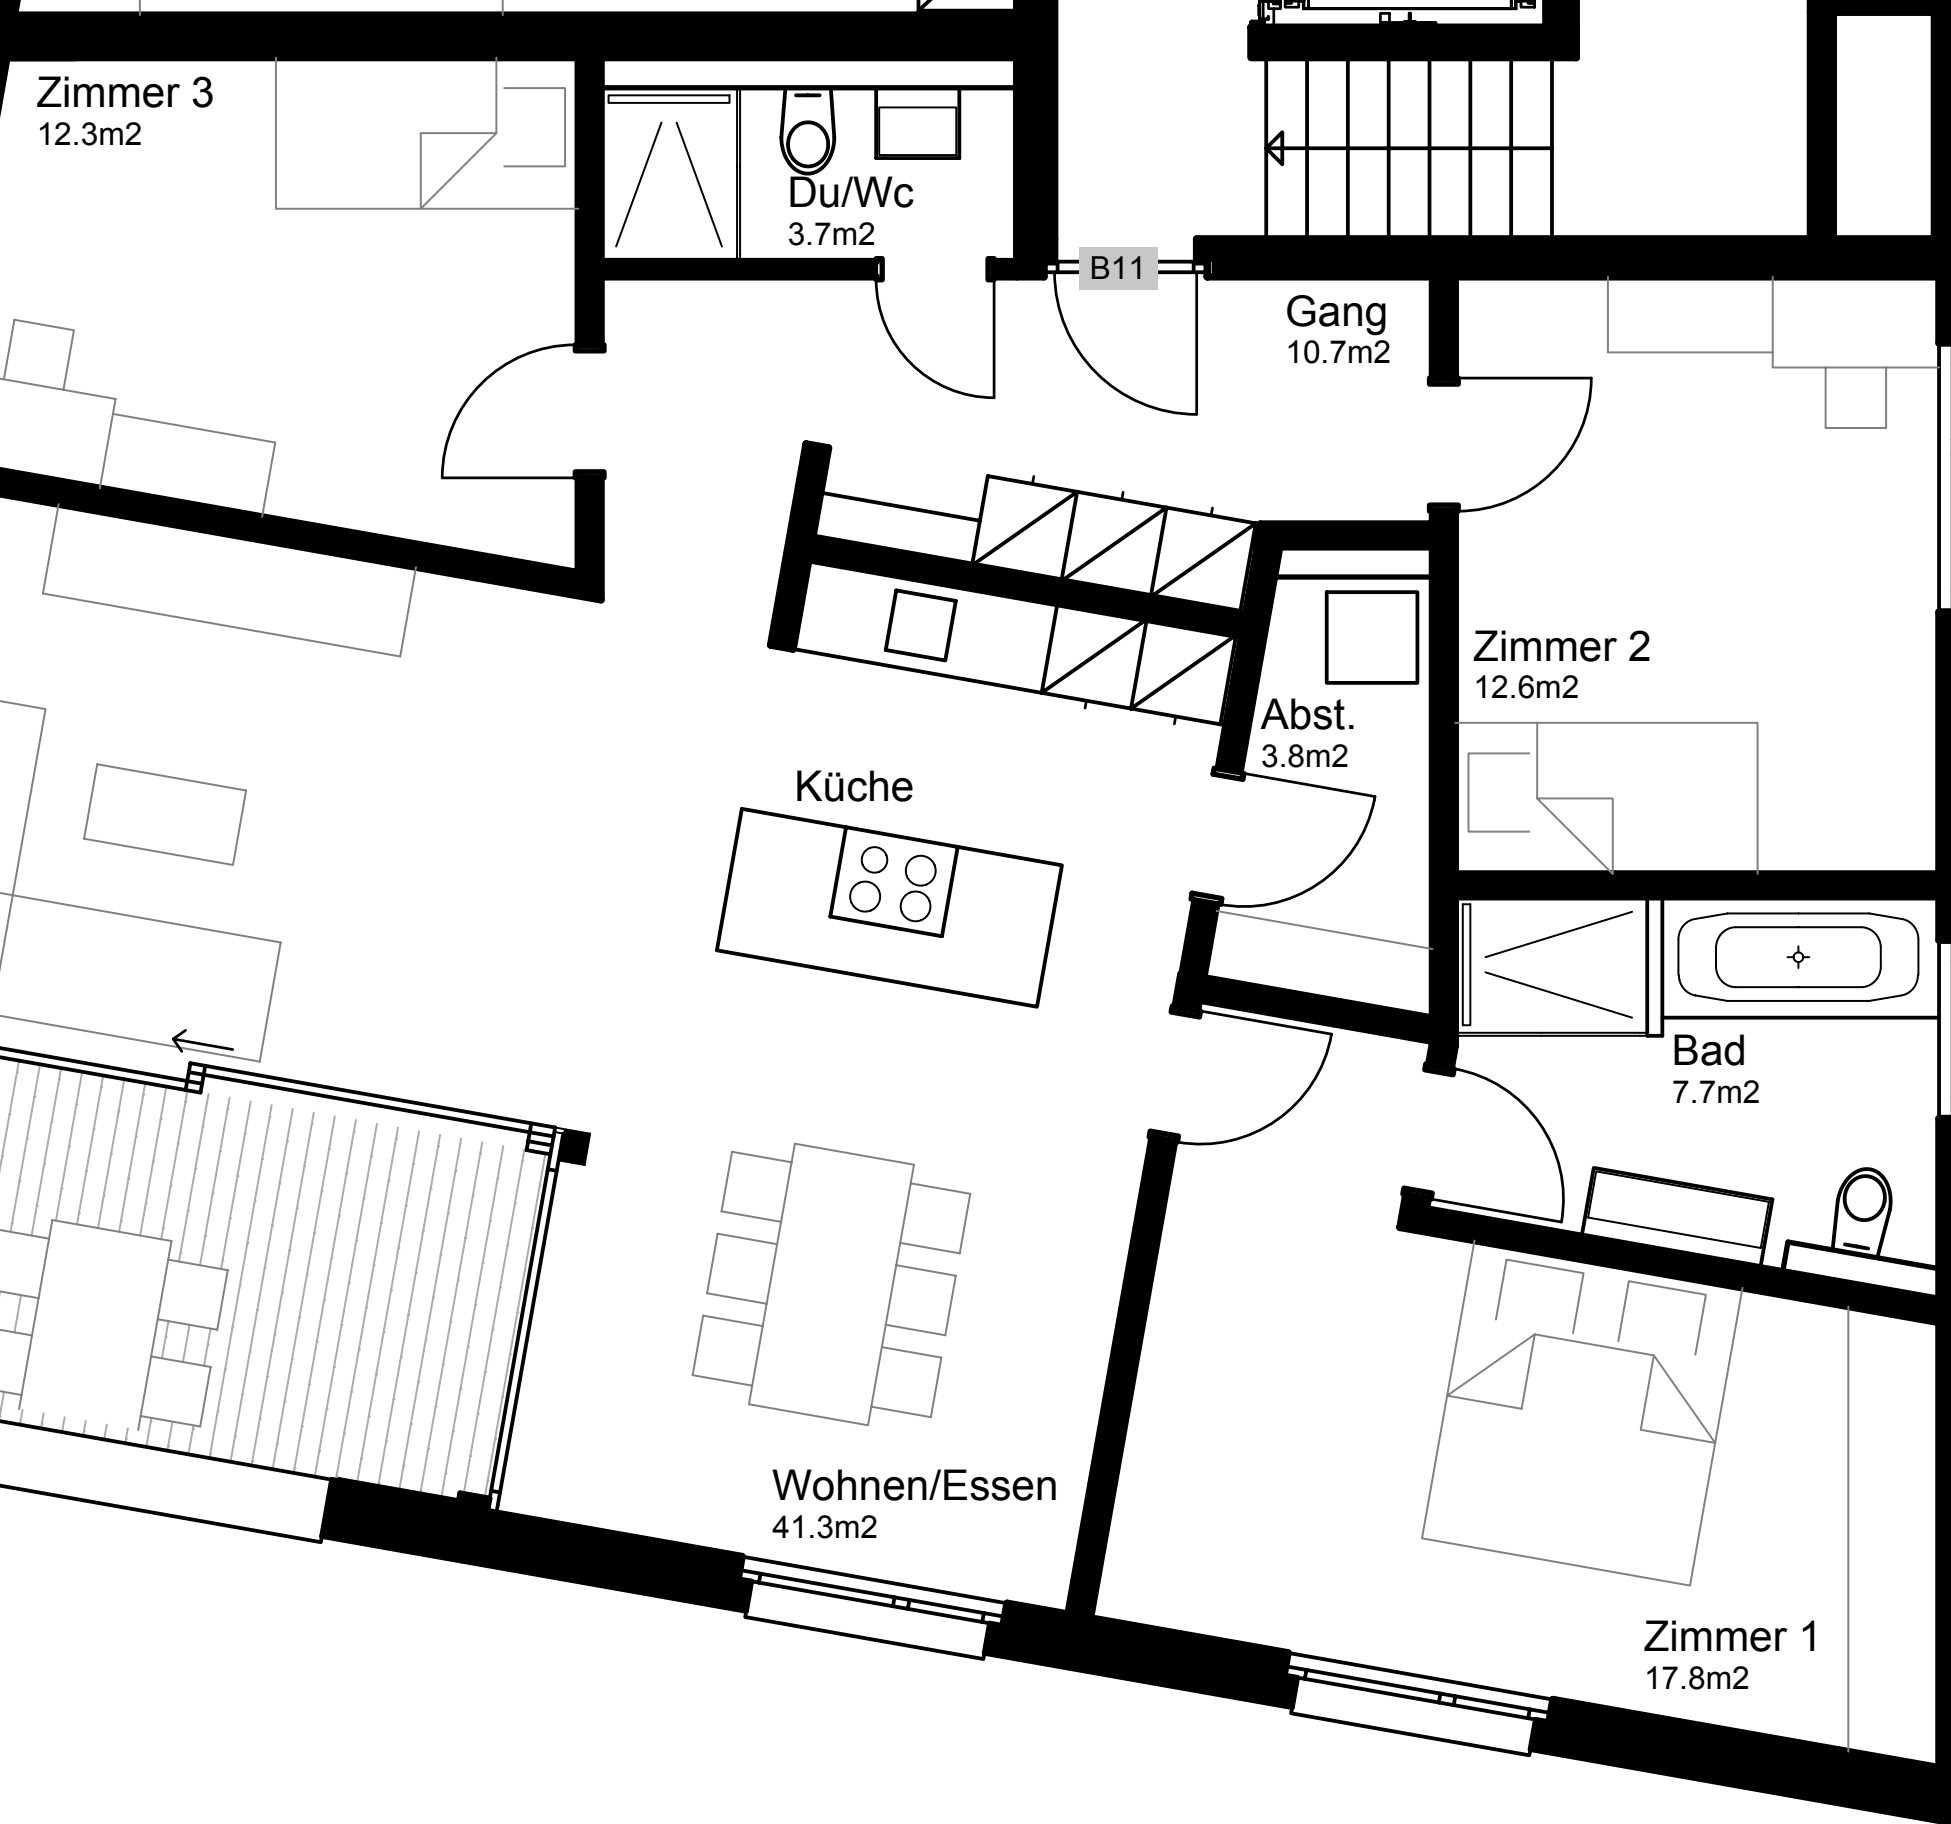 Zimmer 3
12.3m2
Du/Wc
3.7m2
B11
Gang
10.7m2
Zimmer 2
12.6m2
Abst.
3.8m2
Küche
Bad
7.7m2
Wohnen/Essen
41.3m2
Zimmer 1
17.8m2